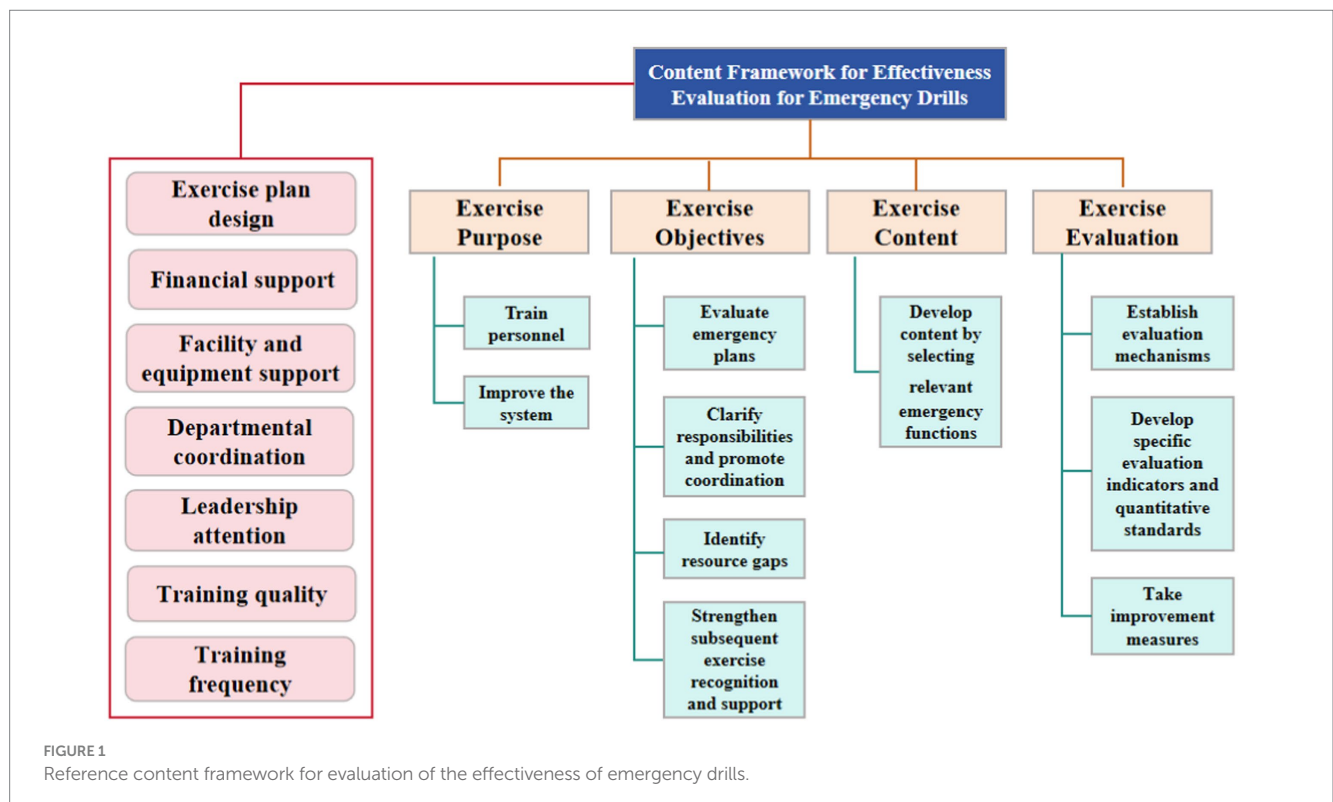 Content Framework for Effectiveness
Evaluation for Emergency Drills
Exercise plan
design
Financial support
Facility and
equipment support
Departmental
coordination
Leadership
attention
Training quality
Training
frequency
Exercise
Purpose
Train
personnel
Improve the
system
Exercise
Objectives
Evaluate
emergency
plans
Clarify
responsibilities
and promote
coordination
Identify
resource gaps
Strengthen
subsequent
exercise
recognition
and support
Exercise
Content
Develop
content by
selecting
relevant
emergency
functions
Exercise
Evaluation
Establish
evaluation
mechanisms
Develop
specific
evaluation
indicators and
quantitative
standards
Take
improvement
measures
FIGURE 1
Reference content framework for evaluation of the effectiveness of emergency drills.